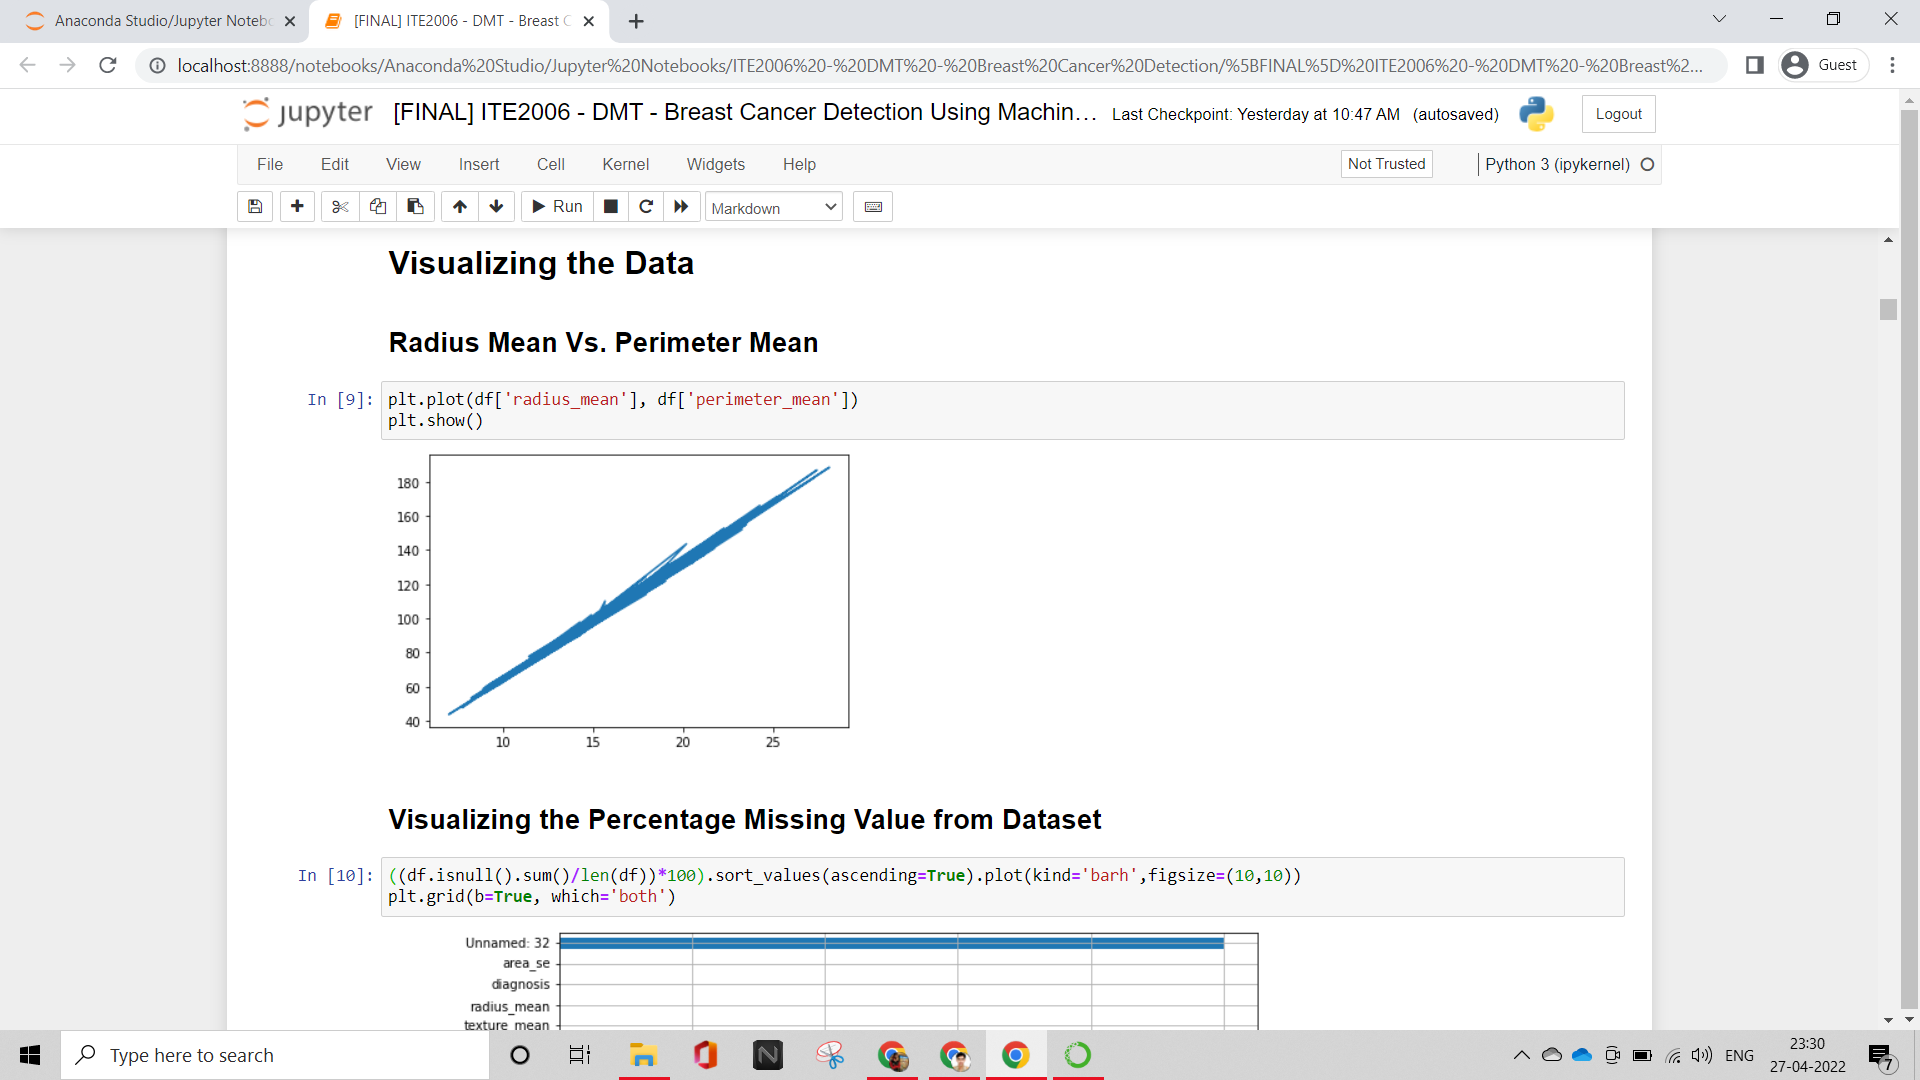 Anaconda Studio/Jupyter Noteb
[FINAL] ITE2006 - DMT - Breast C
localhost:8888/notebooks/Anaconda%20Studio/Jupyter%20Notebooks/ITE2006%20-%20DMT%20-%20Breast%20Cancer%20Detection/%5BFINAL%5D%20ITE2006%20-%20DMT%20-%20Breast%2...
Guest
jupyter
[FINAL] ITE2006 - DMT - Breast Cancer Detection Using Machin…
Last Checkpoint: Yesterday at 10:47 AM (autosaved)
Logout
File Edit View Insert Cell Kernel Widgets Help
Not Trusted
Python 3 (ipykernel)
Run
Markdown
Visualizing the Data
Radius Mean Vs. Perimeter Mean
In [9]: plt.plot(df['radius_mean'], df['perimeter_mean'])
plt.show()
180
160
140
120
100
80
60
40
10 15 20 25
Visualizing the Percentage Missing Value from Dataset
In [10]: ((df.isnull().sum()/len(df))*100).sort_values(ascending=True).plot(kind='barh',figsize=(10,10))
plt.grid(b=True, which='both')
Unnamed: 32
area_se
diagnosis
radius_mean
texture_mean
Type here to search
ENG
23:30
27-04-2022
7